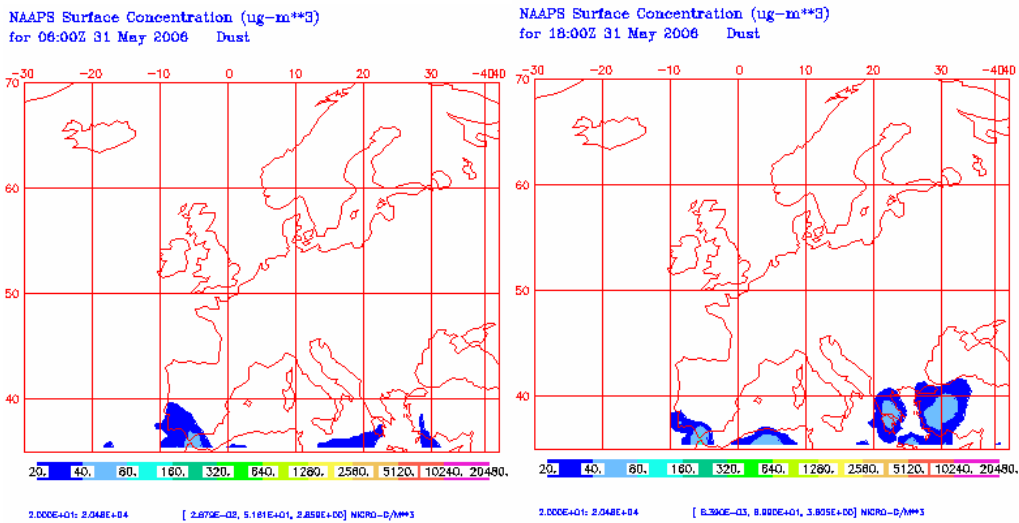 NAAPS Surface Concentration (ug-m**3)
for 06:00Z 31 May 2006 Dust
-30 -20 -10 0 10 20 30 -4040
70
60
50
40
20. 40. 80. 160. 320. 640. 1280. 2560. 5120. 10240. 20480.
2.000E+01: 2.048E+04 [ 2.679E-02, 5.161E+01, 2.859E+00] MICRO-G/M**3
NAAPS Surface Concentration (ug-m**3)
for 18:00Z 31 May 2006 Dust
-30 -20 -10 0 10 20 30 -4040
70
60
50
40
20. 40. 80. 160. 320. 640. 1280. 2560. 5120. 10240. 20480.
2.000E+01: 2.048E+04 [ 6.390E-03, 8.990E+01, 3.805E+00] MICRO-G/M**3